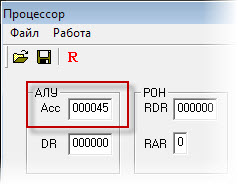 Процессор
Файл Работа
R
АЛУ РОН
Acc 000045 RDR 000000
DR 000000 RAR 0